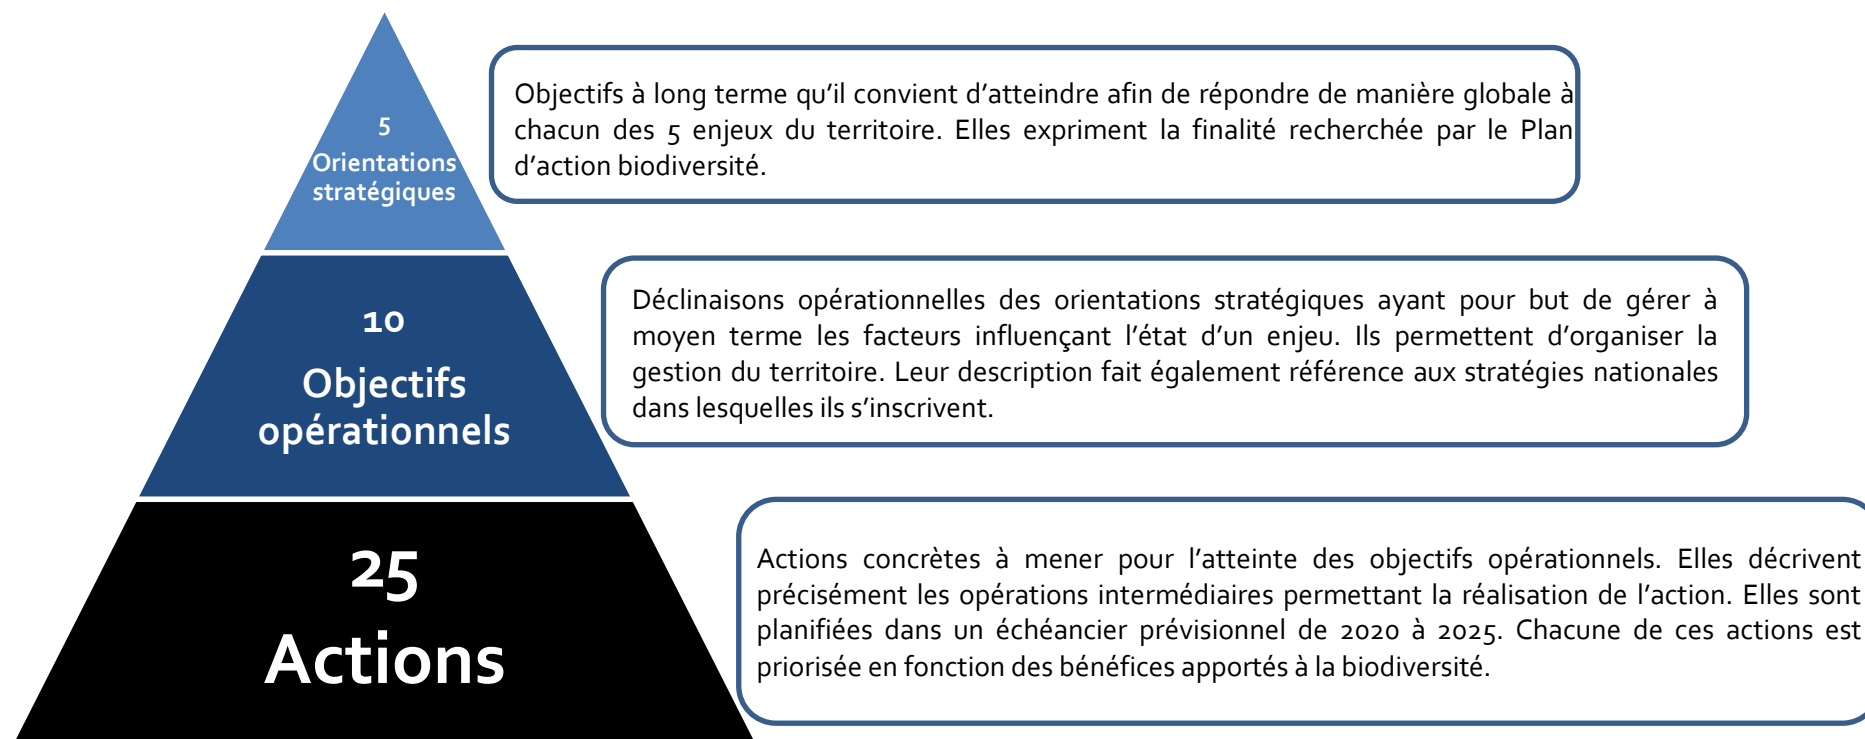 5
Orientations
stratégiques
Objectifs à long terme qu’il convient d’atteindre afin de répondre de manière globale à
chacun des 5 enjeux du territoire. Elles expriment la finalité recherchée par le Plan
d’action biodiversité.
10
Objectifs
opérationnels
Déclinaisons opérationnelles des orientations stratégiques ayant pour but de gérer à
moyen terme les facteurs influençant l’état d’un enjeu. Ils permettent d’organiser la
gestion du territoire. Leur description fait également référence aux stratégies nationales
dans lesquelles ils s’inscrivent.
25
Actions
Actions concrètes à mener pour l’atteinte des objectifs opérationnels. Elles décrivent
précisément les opérations intermédiaires permettant la réalisation de l’action. Elles sont
planifiées dans un échéancier prévisionnel de 2020 à 2025. Chacune de ces actions est
priorisée en fonction des bénéfices apportés à la biodiversité.